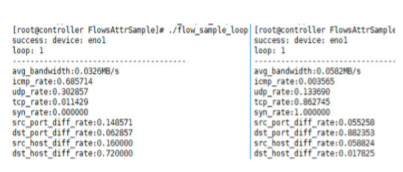 [root@controller FlowsAttrSample]# ./flow_sample_loop
success: device: eno1
loop: 1
----------------------------------
avg_bandwidth:0.0326MB/s
icmp_rate:0.685714
udp_rate:0.302857
tcp_rate:0.011429
syn_rate:0.000000
src_port_diff_rate:0.148571
dst_port_diff_rate:0.062857
src_host_diff_rate:0.160000
dst_host_diff_rate:0.720000
[root@controller FlowsAttrSample
success: device: eno1
loop: 1
----------------------------------
avg_bandwidth:0.0582MB/s
icmp_rate:0.003565
udp_rate:0.133690
tcp_rate:0.862745
syn_rate:1.000000
src_port_diff_rate:0.055258
dst_port_diff_rate:0.882353
src_host_diff_rate:0.058824
dst_host_diff_rate:0.017825